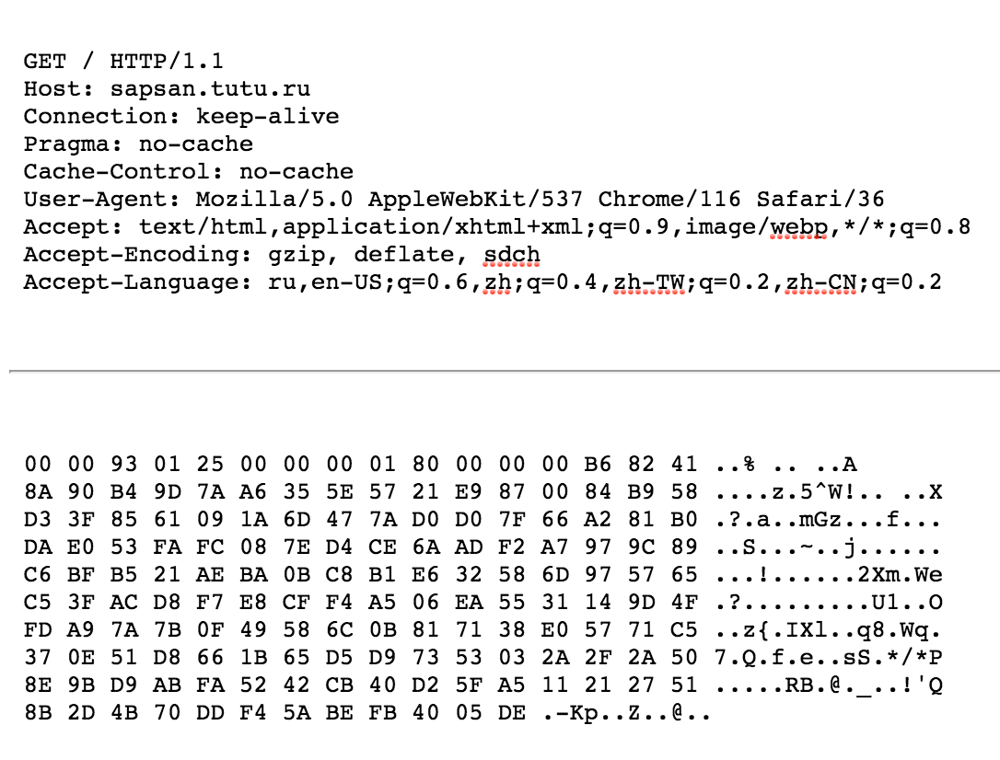 GET / HTTP/1.1
Host: sapsan.tutu.ru
Connection: keep-alive
Pragma: no-cache
Cache-Control: no-cache
User-Agent: Mozilla/5.0 AppleWebKit/537 Chrome/116 Safari/36
Accept: text/html,application/xhtml+xml;q=0.9,image/webp,*/*;q=0.8
Accept-Encoding: gzip, deflate, sdch
Accept-Language: ru,en-US;q=0.6,zh;q=0.4,zh-TW;q=0.2,zh-CN;q=0.2
00 00 93 01 25 00 00 00 01 80 00 00 00 B6 82 41 ..% .. ..A
8A 90 B4 9D 7A A6 35 5E 57 21 E9 87 00 84 B9 58 ....z.5^W!.. ..X
D3 3F 85 61 09 1A 6D 47 7A D0 D0 7F 66 A2 81 B0 .?.a..mGz...f...
DA E0 53 FA FC 08 7E D4 CE 6A AD F2 A7 97 9C 89 ..S...~..j......
C6 BF B5 21 AE BA 0B C8 B1 E6 32 58 6D 97 57 65 ...!......2Xm.We
C5 3F AC D8 F7 E8 CF F4 A5 06 EA 55 31 14 9D 4F .?.........U1..O
FD A9 7A 7B 0F 49 58 6C 0B 81 71 38 E0 57 71 C5 ..z{.IXl..q8.Wq.
37 0E 51 D8 66 1B 65 D5 D9 73 53 03 2A 2F 2A 50 7.Q.f.e..sS.*/*P
8E 9B D9 AB FA 52 42 CB 40 D2 5F A5 11 21 27 51 .....RB.@._..!'Q
8B 2D 4B 70 DD F4 5A BE FB 40 05 DE .-Kp..Z..@..